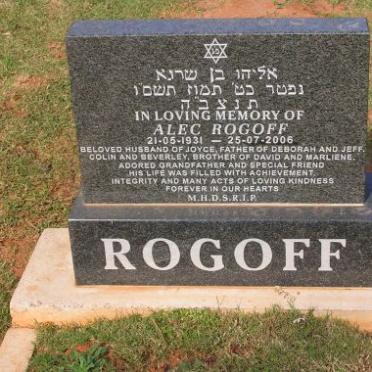 פנ
אליהו בן שרגא
נפטר כט' תמוז תשס"ו
ת נ צ ב" ה
IN LOVING MEMORY OF
ALEC ROGOFF
21-05-1931 — 25-07-2006
BELOVED HUSBAND OF JOYCE, FATHER OF DEBORAH AND JEFF,
COLIN AND BEVERLEY, BROTHER OF DAVID AND MARLIENE.
ADORED GRANDFATHER AND SPECIAL FRIEND
HIS LIFE WAS FILLED WITH ACHIEVEMENT,
INTEGRITY AND MANY ACTS OF LOVING KINDNESS
FOREVER IN OUR HEARTS
M.H.D.S.R.I.P.
ROGOFF